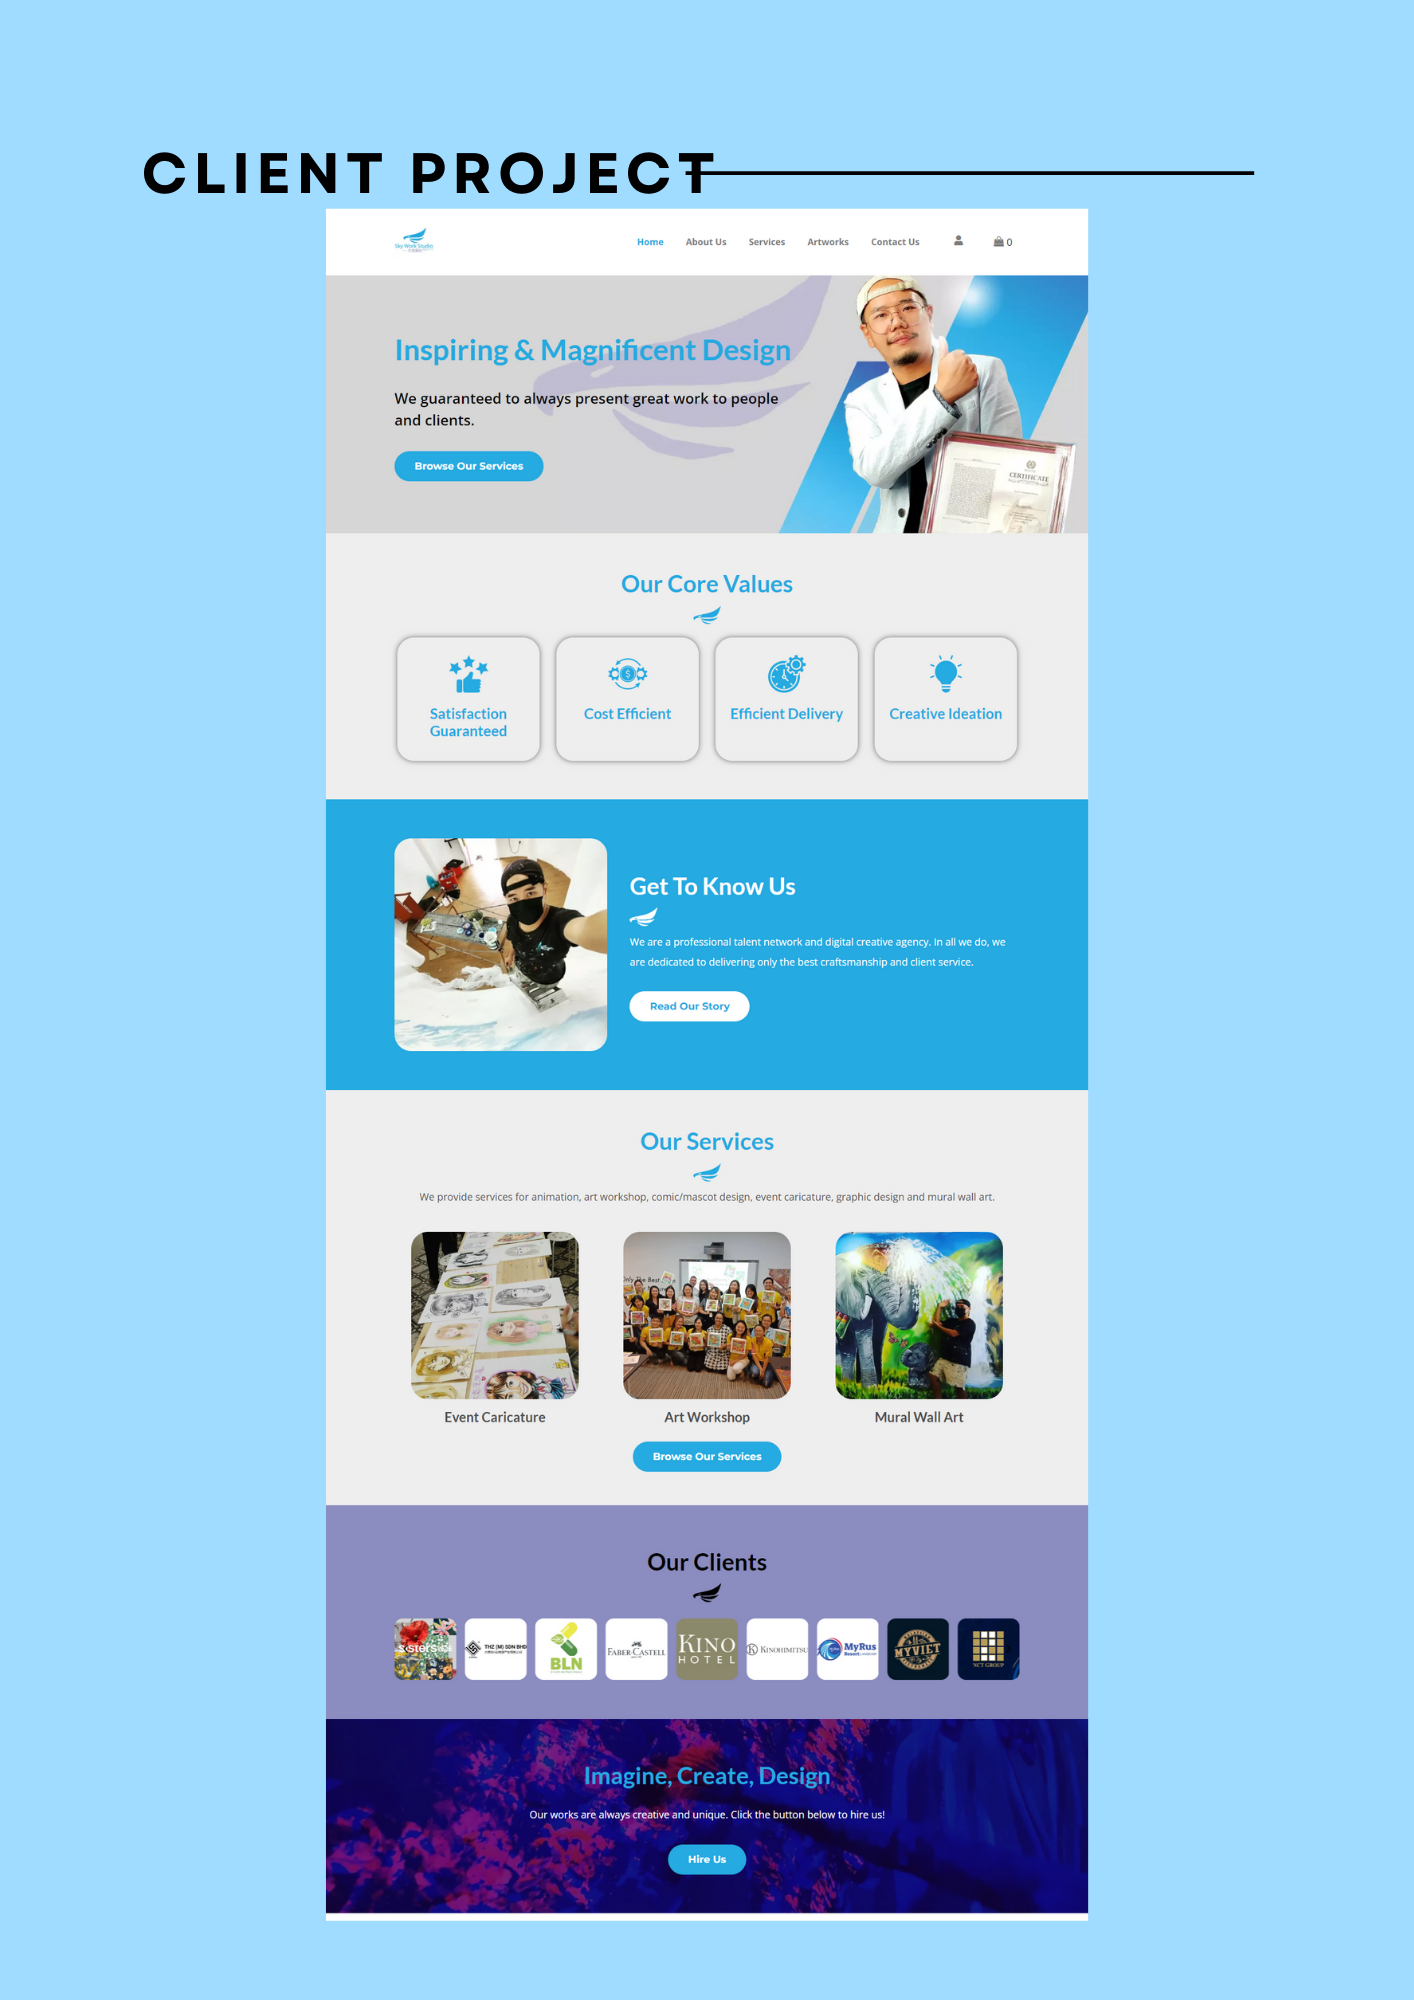 CLIENT PROJECT
Sky Work Studio
Home About Us Services Artworks Contact Us 0
Inspiring & Magnificent Design
We guaranteed to always present great work to people
and clients.
Browse Our Services
CERTIFICATE
Our Core Values
Satisfaction
Guaranteed
Cost Efficient
Efficient Delivery
Creative Ideation
Get To Know Us
We are a professional talent network and digital creative agency. In all we do, we
are dedicated to delivering only the best craftsmanship and client service.
Read Our Story
Our Services
We provide services for animation, art workshop, comic/mascot design, event caricature, graphic design and mural wall art.
Only The Best
Event Caricature
Art Workshop
Mural Wall Art
Browse Our Services
Our Clients
sisters
THZ (M) SDN BHD
BLN
FABER-CASTELL
KINO
HOTEL
KINOHIMITSU
MyRus
Resort
MYVIET
NCT GROUP
Imagine, Create, Design
Our works are always creative and unique. Click the button below to hire us!
Hire Us